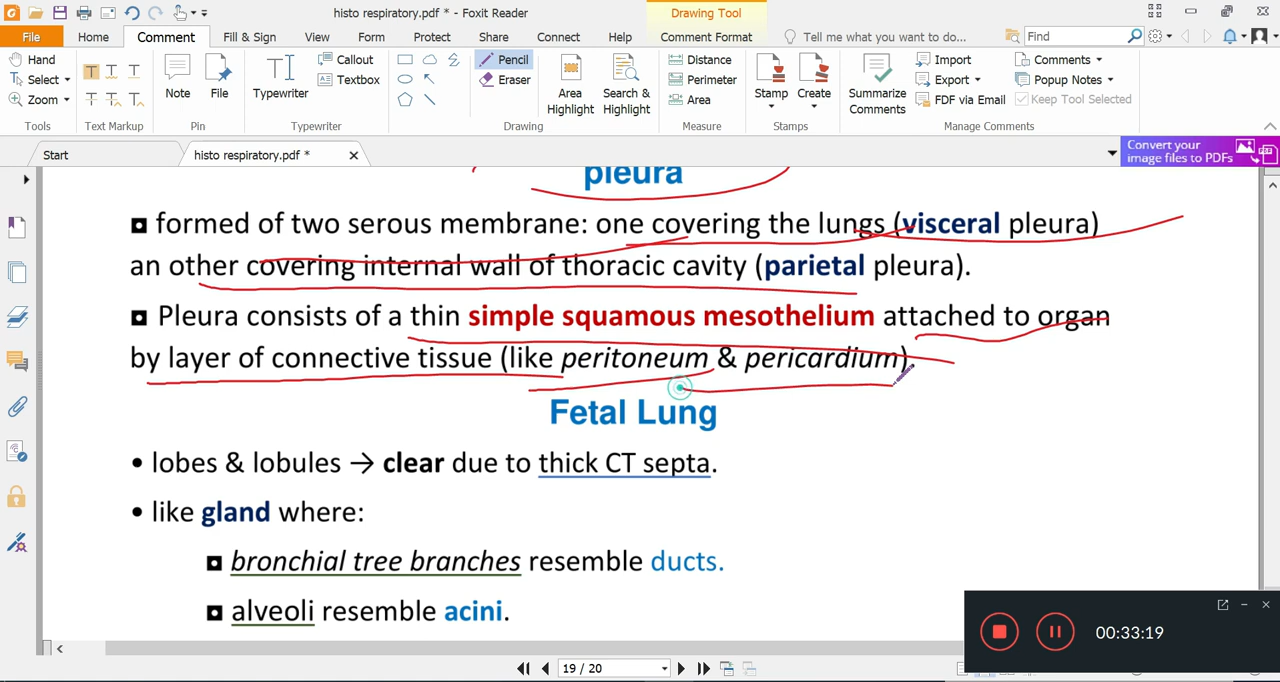 histo respiratory.pdf * - Foxit Reader
Drawing Tool
File Home Comment Fill & Sign View Form Protect Share Connect Help Comment Format Tell me what you want to do... Find
Hand
Select
Zoom
Tools
Text Markup
Note
File
Pin
Typewriter
Callout
Textbox
Typewriter
Pencil
Eraser
Area Highlight
Search & Highlight
Drawing
Distance
Perimeter
Area
Measure
Stamp
Create
Stamps
Summarize Comments
Import
Export
FDF via Email
Comments
Popup Notes
Keep Tool Selected
Manage Comments
Start
histo respiratory.pdf *
Convert your
image files to PDFs
pleura
◘ formed of two serous membrane: one covering the lungs (visceral pleura)
an other covering internal wall of thoracic cavity (parietal pleura).
◘ Pleura consists of a thin simple squamous mesothelium attached to organ
by layer of connective tissue (like peritoneum & pericardium).
Fetal Lung
• lobes & lobules → clear due to thick CT septa.
• like gland where:
◘ bronchial tree branches resemble ducts.
◘ alveoli resemble acini.
00:33:19
19 / 20